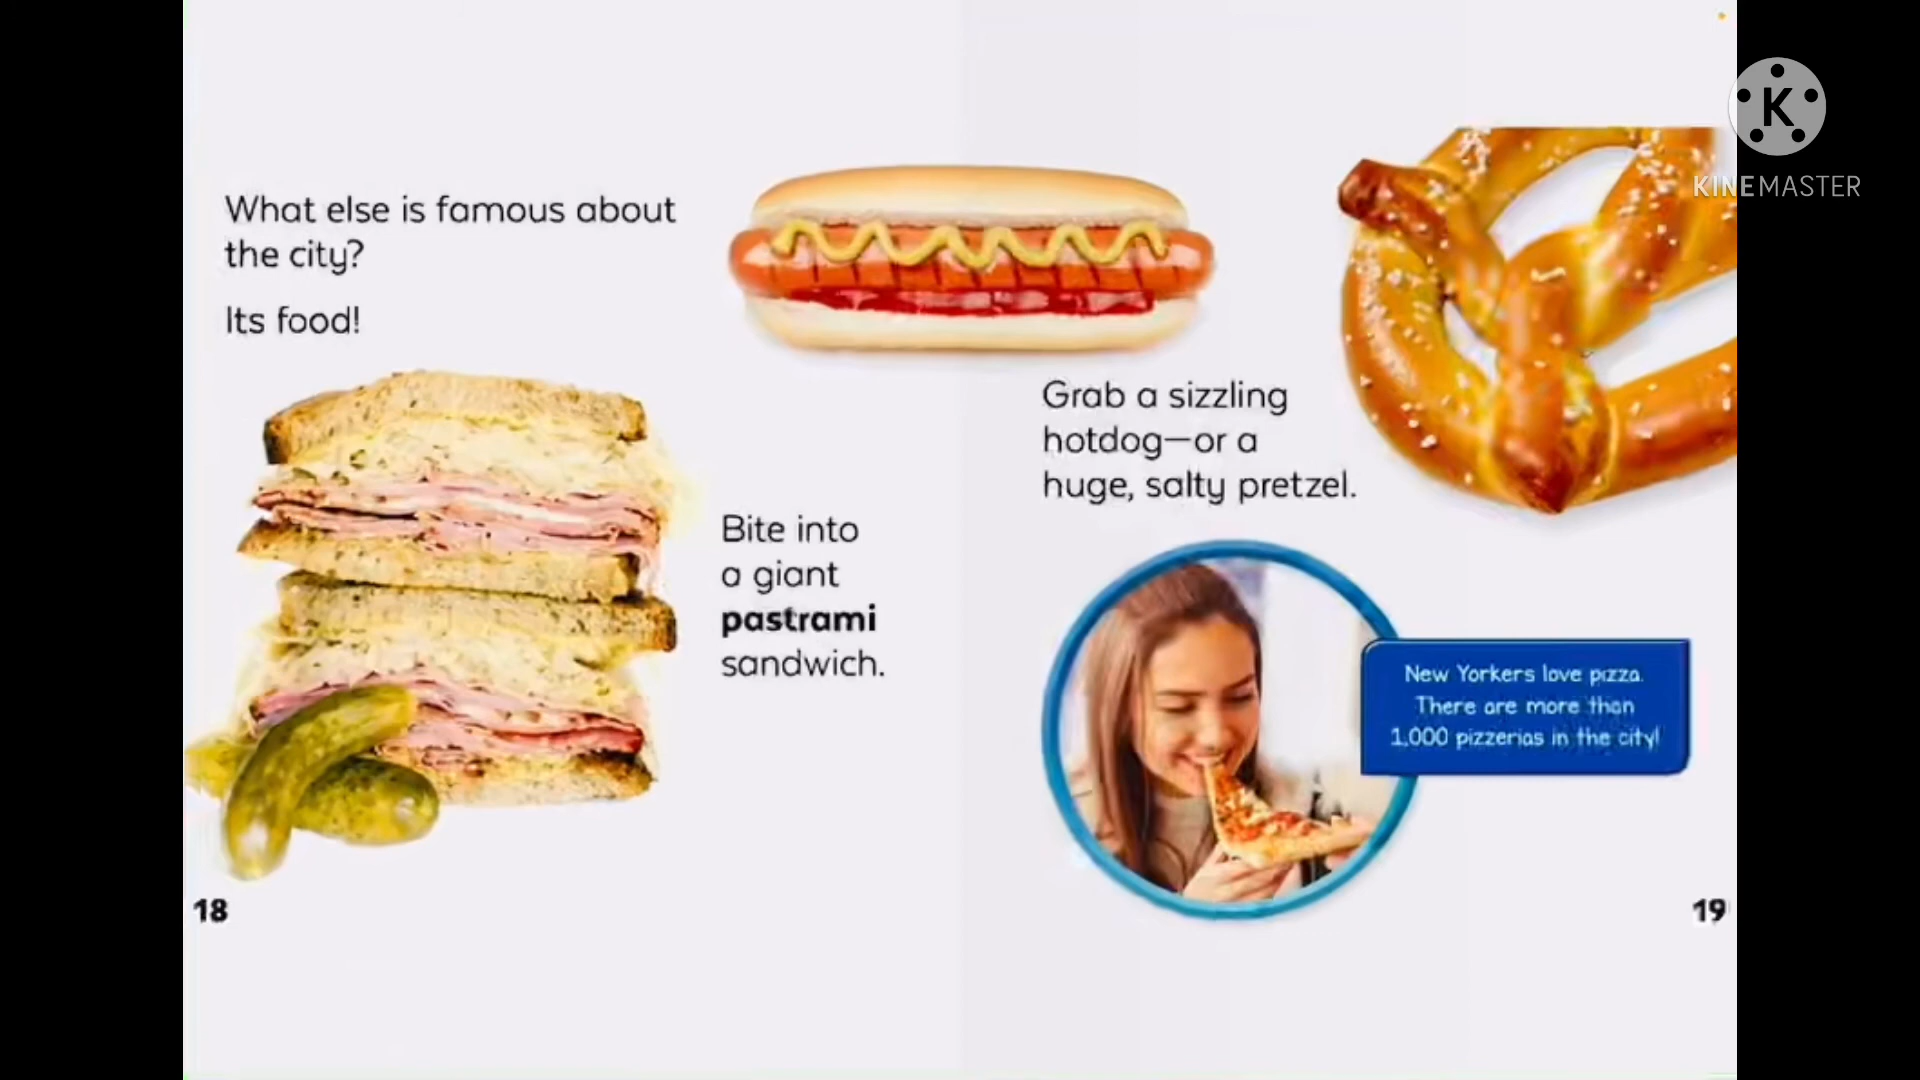 What else is famous about
the city?
Its food!
Bite into
a giant
pastrami
sandwich.
18
Grab a sizzling
hotdog—or a
huge, salty pretzel.
New Yorkers love pizza.
There are more than
1,000 pizzerias in the city!
19
K
KINEMASTER